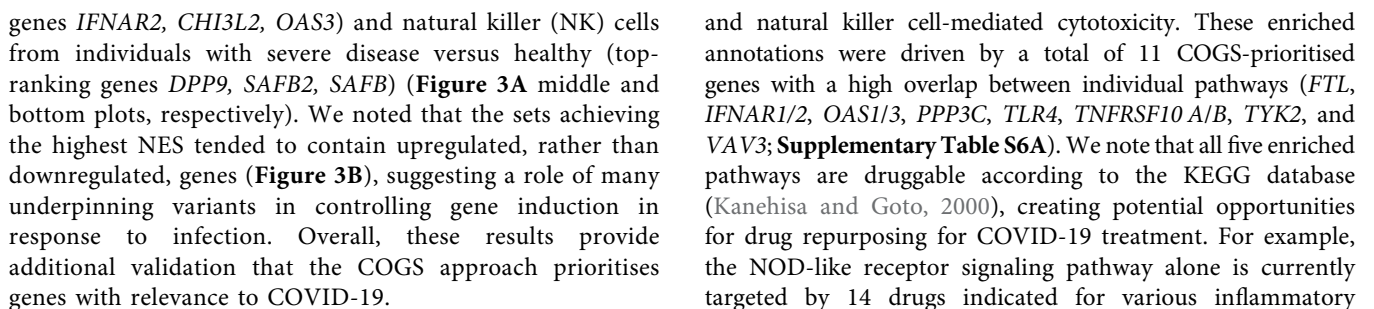 genes IFNAR2, CHI3L2, OAS3) and natural killer (NK) cells
from individuals with severe disease versus healthy (top-
ranking genes DPP9, SAFB2, SAFB) (Figure 3A middle and
bottom plots, respectively). We noted that the sets achieving
the highest NES tended to contain upregulated, rather than
downregulated, genes (Figure 3B), suggesting a role of many
underpinning variants in controlling gene induction in
response to infection. Overall, these results provide
additional validation that the COGS approach prioritises
genes with relevance to COVID-19.
and natural killer cell-mediated cytotoxicity. These enriched
annotations were driven by a total of 11 COGS-prioritised
genes with a high overlap between individual pathways (FTL,
IFNAR1/2, OAS1/3, PPP3C, TLR4, TNFRSF10 A/B, TYK2, and
VAV3; Supplementary Table S6A). We note that all five enriched
pathways are druggable according to the KEGG database
(Kanehisa and Goto, 2000), creating potential opportunities
for drug repurposing for COVID-19 treatment. For example,
the NOD-like receptor signaling pathway alone is currently
targeted by 14 drugs indicated for various inflammatory